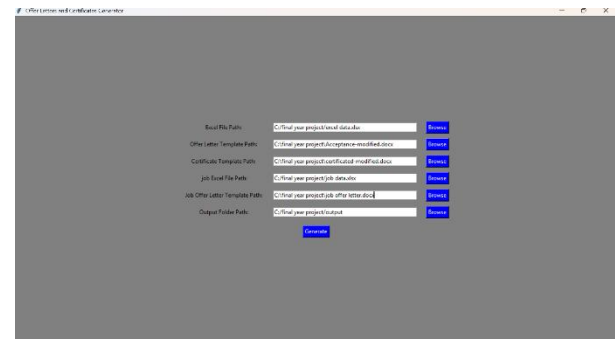 Offer Letters and Certificates Generator
Excel File Path: C:/final year project/excel data.xlsx Browse
Offer Letter Template Path: C:/final year project/Acceptance-modified.docx Browse
Certificate Template Path: C:/final year project/certificated-modified.docx Browse
job Excel File Path: C:/final year project/job data.xlsx Browse
Job Offer Letter Template Path: C:/final year project/job offer letter.docx Browse
Output Folder Path: C:/final year project/output Browse
Generate